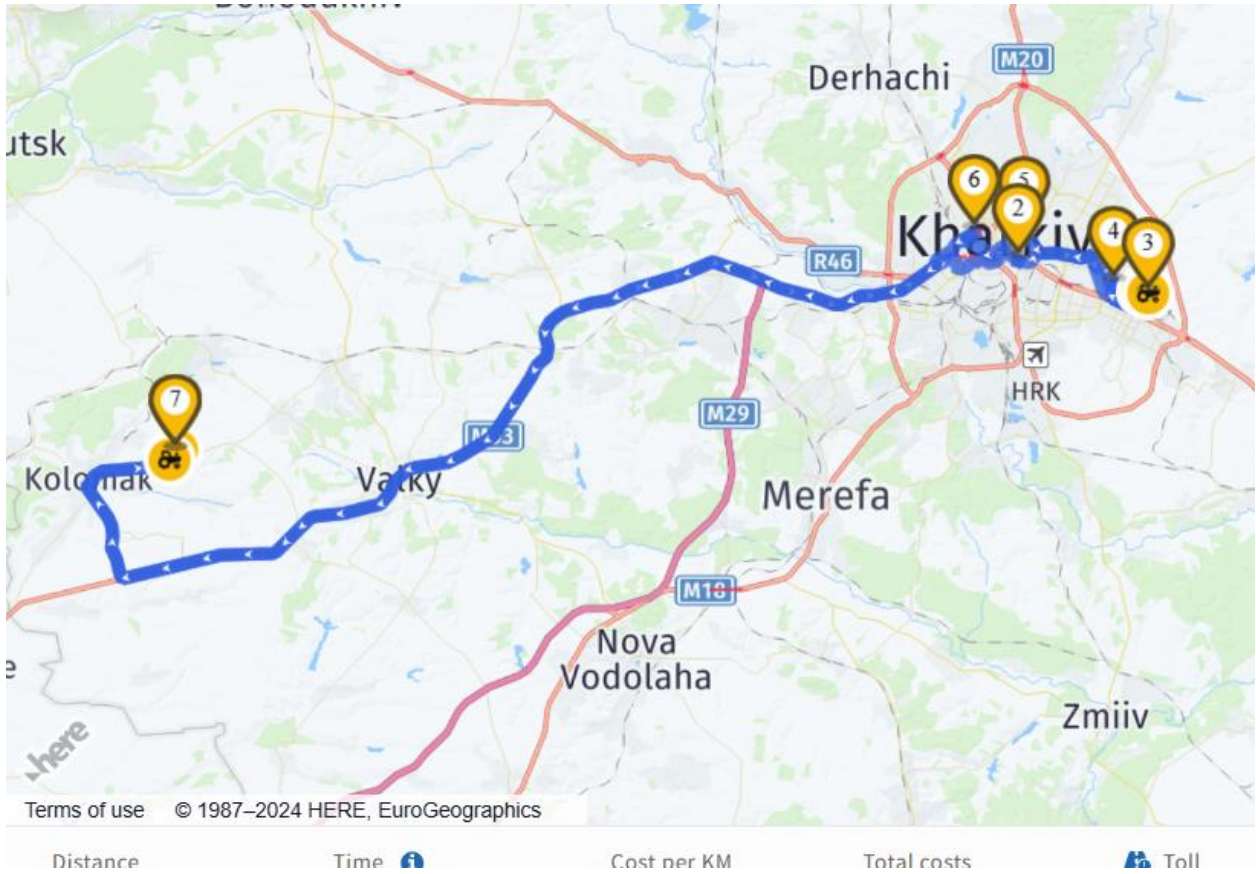 M20
Derhachi
utsk
6
5
2
Kharkiv
4
3
R46
HRK
7
M29
M03
Kolomak
Valky
Merefa
M18
Nova
Vodolaha
Zmiiv
e
here
Terms of use © 1987–2024 HERE, EuroGeographics
Distance Time i Cost per KM Total costs Toll